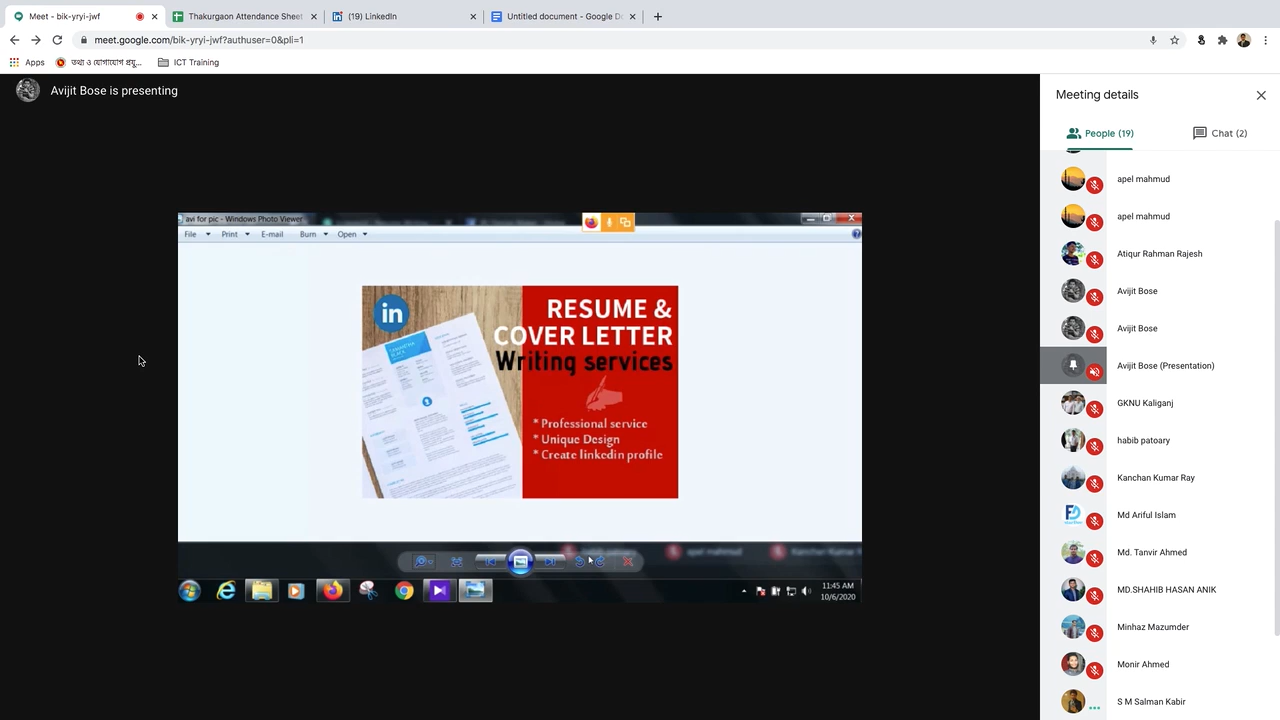 Meet - bik-yryi-jwf
Thakurgaon Attendance Sheet
(19) LinkedIn
Untitled document - Google Do
meet.google.com/bik-yryi-jwf?authuser=0&pli=1
Apps
তথ্য ও যোগাযোগ প্রযু...
ICT Training
Avijit Bose is presenting
avi for pic - Windows Photo Viewer
File
Print
E-mail
Burn
Open
in
RESUME &
COVER LETTER
Writing services
* Professional service
* Unique Design
* Create linkedin profile
apel mahmud
11:45 AM
10/6/2020
Meeting details
People (19)
Chat (2)
apel mahmud
apel mahmud
Atiqur Rahman Rajesh
Avijit Bose
Avijit Bose
Avijit Bose (Presentation)
GKNU Kaliganj
habib patoary
Kanchan Kumar Ray
Md Ariful Islam
Md. Tanvir Ahmed
MD.SHAHIB HASAN ANIK
Minhaz Mazumder
Monir Ahmed
S M Salman Kabir